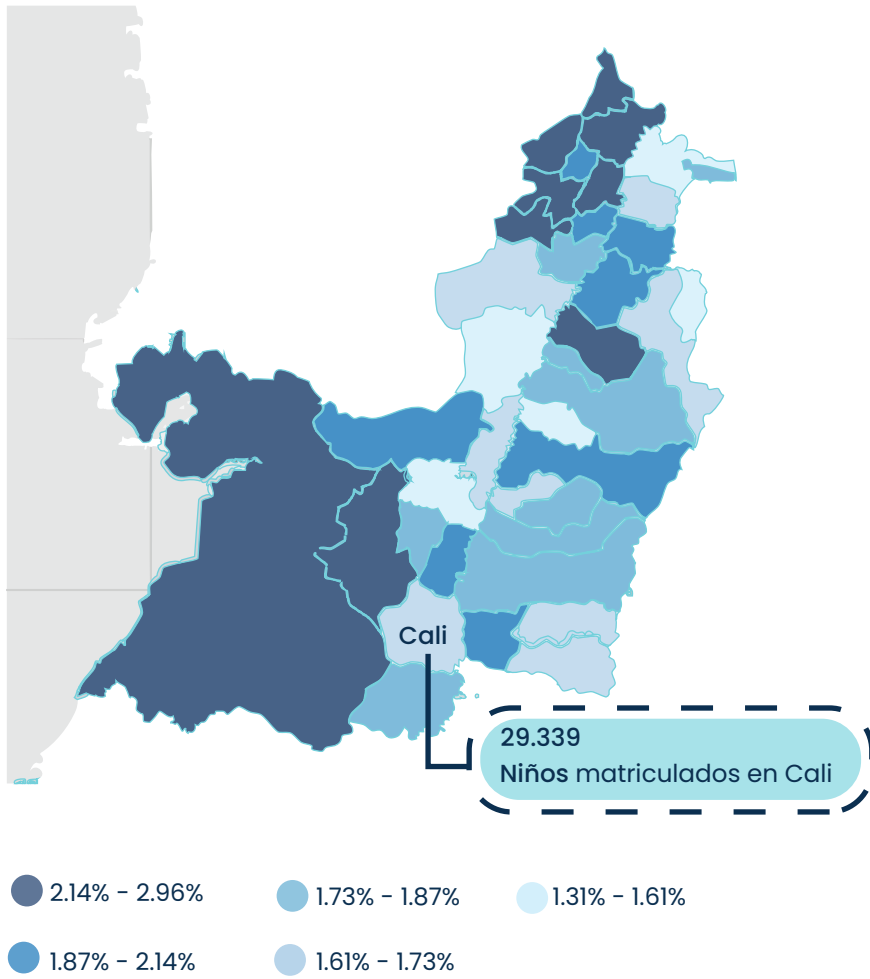 Cali
29.339
Niños matriculados en Cali
2.14% - 2.96%
1.73% - 1.87%
1.31% - 1.61%
1.87% - 2.14%
1.61% - 1.73%